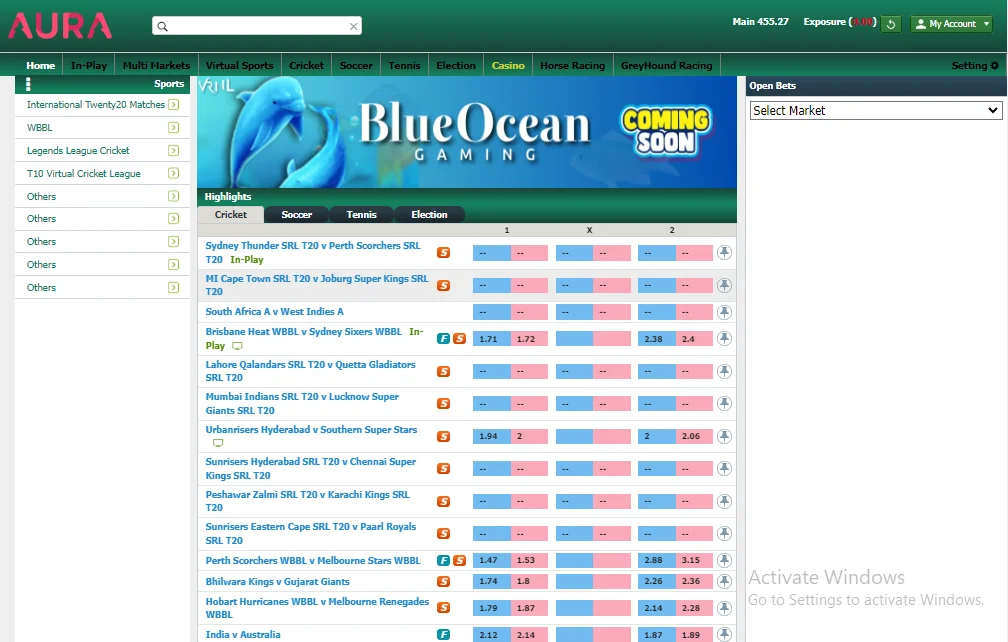 AURA
Main 455.27 Exposure (0.00) My Account
Home In-Play Multi Markets Virtual Sports Cricket Soccer Tennis Election Casino Horse Racing GreyHound Racing Setting
Sports
International Twenty20 Matches
WBBL
Legends League Cricket
T10 Virtual Cricket League
Others
Others
Others
Others
Others
BlueOcean
GAMING
COMING
SOON
Highlights
Cricket Soccer Tennis Election
1 X 2
Sydney Thunder SRL T20 v Perth Scorchers SRL
T20 In-Play S -- -- -- -- -- --
MI Cape Town SRL T20 v Joburg Super Kings SRL
T20 S -- -- -- -- -- --
South Africa A v West Indies A -- -- -- -- -- --
Brisbane Heat WBBL v Sydney Sixers WBBL In-
Play F S 1.71 1.72 2.38 2.4
Lahore Qalandars SRL T20 v Quetta Gladiators
SRL T20 S -- -- -- -- -- --
Mumbai Indians SRL T20 v Lucknow Super
Giants SRL T20 S -- -- -- -- -- --
Urbanrisers Hyderabad v Southern Super Stars S 1.94 2 2 2.06
Sunrisers Hyderabad SRL T20 v Chennai Super
Kings SRL T20 S -- -- -- -- -- --
Peshawar Zalmi SRL T20 v Karachi Kings SRL
T20 S -- -- -- -- -- --
Sunrisers Eastern Cape SRL T20 v Paarl Royals
SRL T20 S -- -- -- -- -- --
Perth Scorchers WBBL v Melbourne Stars WBBL F S 1.47 1.53 2.88 3.15
Bhilwara Kings v Gujarat Giants S 1.74 1.8 2.26 2.36
Hobart Hurricanes WBBL v Melbourne Renegades
WBBL S 1.79 1.87 2.14 2.28
India v Australia F 2.12 2.14 1.87 1.89
Open Bets
Select Market
Activate Windows
Go to Settings to activate Windows.